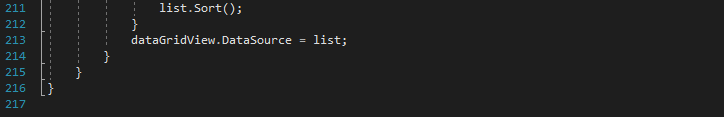 211 list.Sort();
212 }
213 dataGridView.DataSource = list;
214 }
215 }
216 }
217